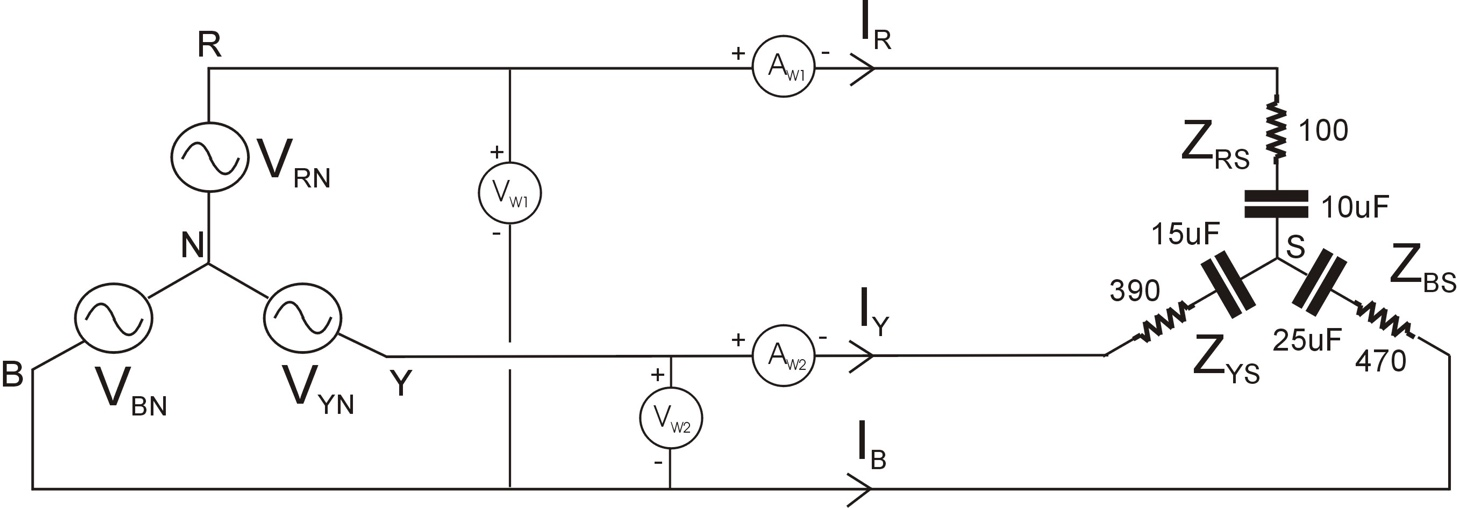 R
+ A_W1 -
I_R
V_RN
+
V_W1
-
Z_RS
100
10uF
N
15uF
S
Z_BS
390
25uF
470
Z_YS
B
V_BN
V_YN
Y
+ A_W2 -
I_Y
+
V_W2
-
I_B